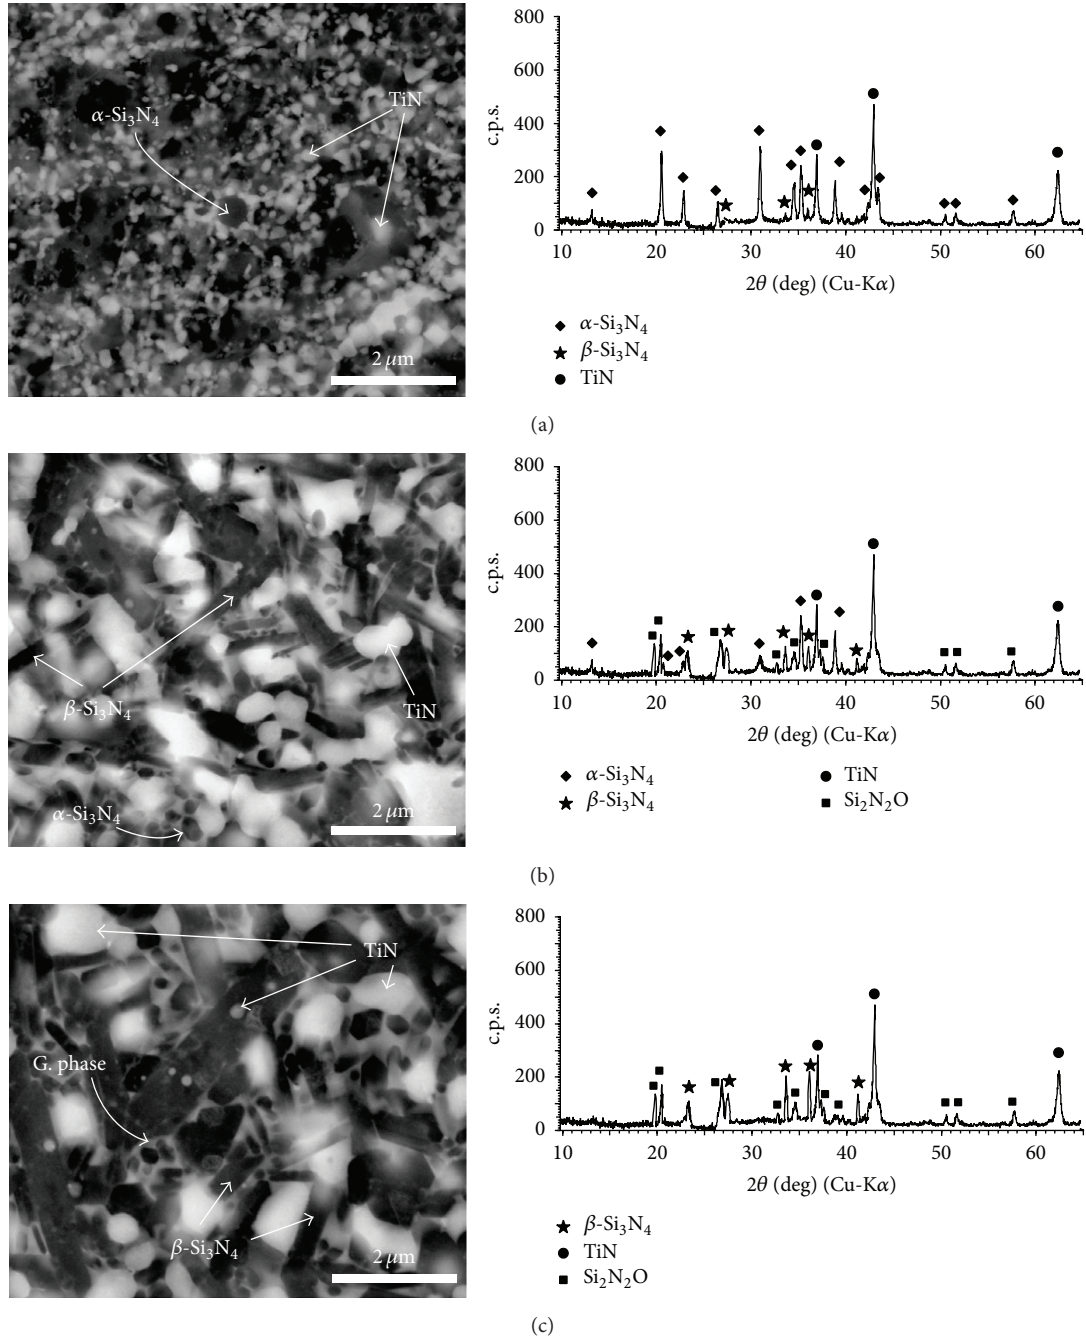 α-Si3N4
TiN
2 μm
800
600
400
200
0
c.p.s.
10 20 30 40 50 60
2θ (deg) (Cu-Kα)
α-Si3N4
β-Si3N4
TiN
(a)
β-Si3N4
TiN
α-Si3N4
2 μm
800
600
400
200
0
c.p.s.
10 20 30 40 50 60
2θ (deg) (Cu-Kα)
α-Si3N4 TiN
β-Si3N4 Si2N2O
(b)
TiN
G. phase
β-Si3N4
2 μm
800
600
400
200
0
c.p.s.
10 20 30 40 50 60
2θ (deg) (Cu-Kα)
β-Si3N4
TiN
Si2N2O
(c)